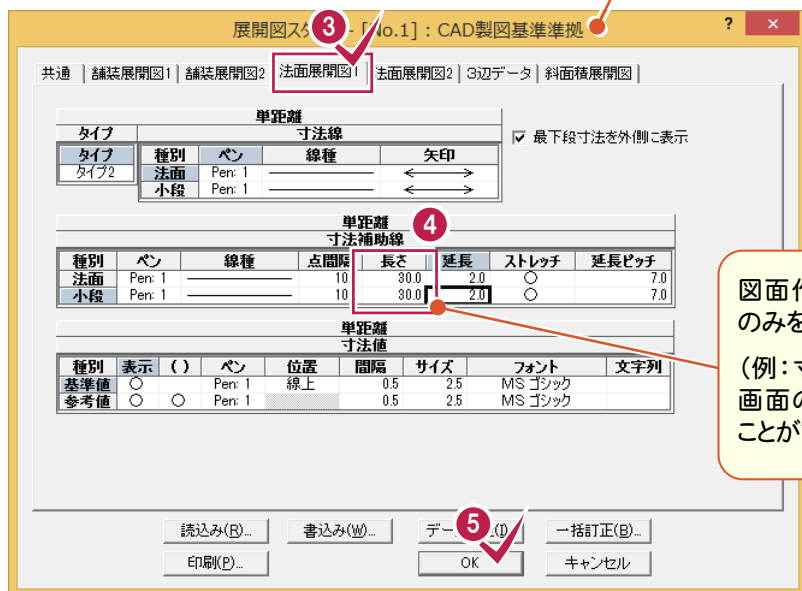 展開図ス - [No.1]：CAD製図基準準拠 ? ×
3
共通 舗装展開図1 舗装展開図2 法面展開図1 法面展開図2 3辺データ 斜面積展開図
単距離
タイプ 寸法線
タイプ 種別 ペン 線種 矢印
タイプ2 法面 Pen: 1
小段 Pen: 1
☑ 最下段寸法を外側に表示
単距離
寸法補助線
4
種別 ペン 線種 点間隔 長さ 延長 ストレッチ 延長ピッチ
法面 Pen: 1 10 30.0 2.0 ○ 7.0
小段 Pen: 1 10 30.0 2.0 ○ 7.0
単距離
寸法値
種別 表示 ( ) ペン 位置 間隔 サイズ フォント 文字列
基準値 ○ Pen: 1 線上 0.5 2.5 MS ゴシック
参考値 ○ ○ Pen: 1 0.5 2.5 MS ゴシック
図面
のみを
（例：
画面の
ことが
読込み(R)... 書込み(W)... デー 一括訂正(B)...
5
印刷(P)... OK キャンセル